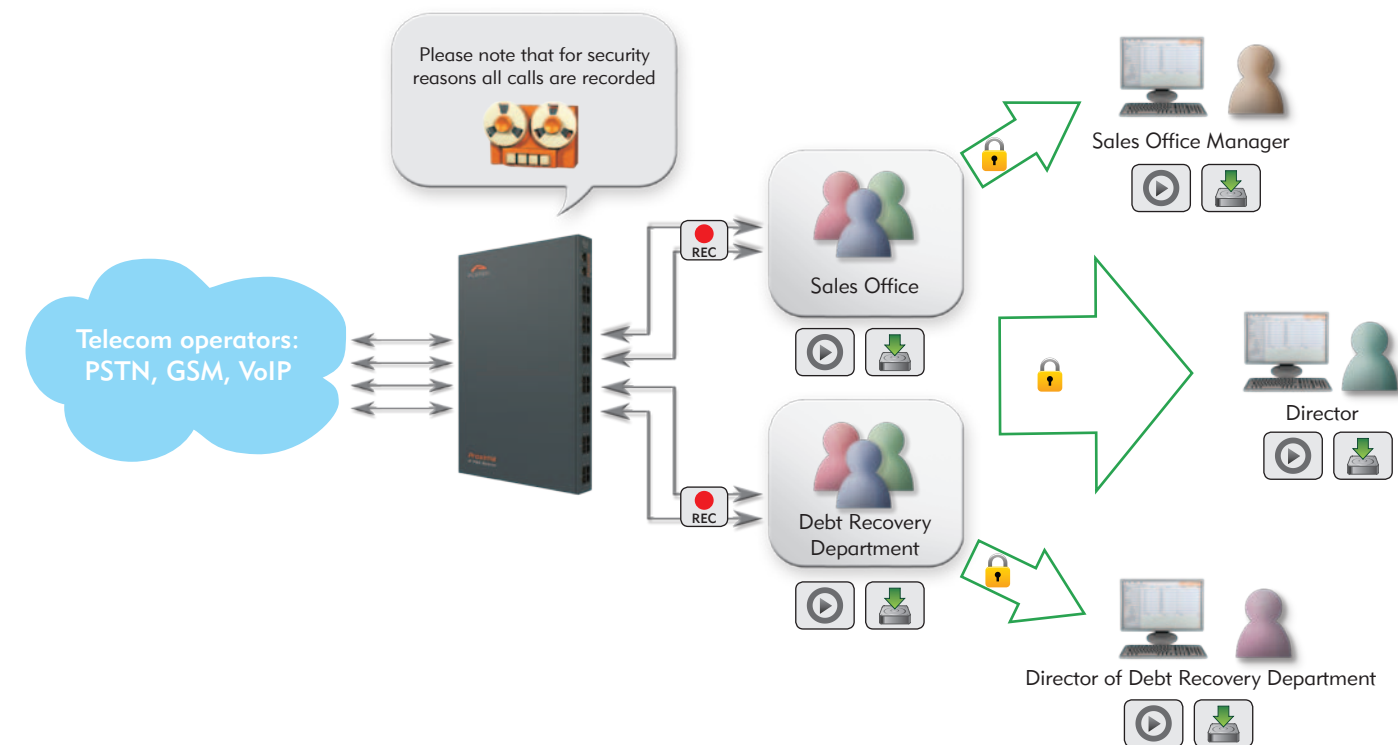 Please note that for security
reasons all calls are recorded
Sales Office Manager
REC
Sales Office
Telecom operators:
PSTN, GSM, VoIP
Director
REC
Debt Recovery
Department
Director of Debt Recovery Department